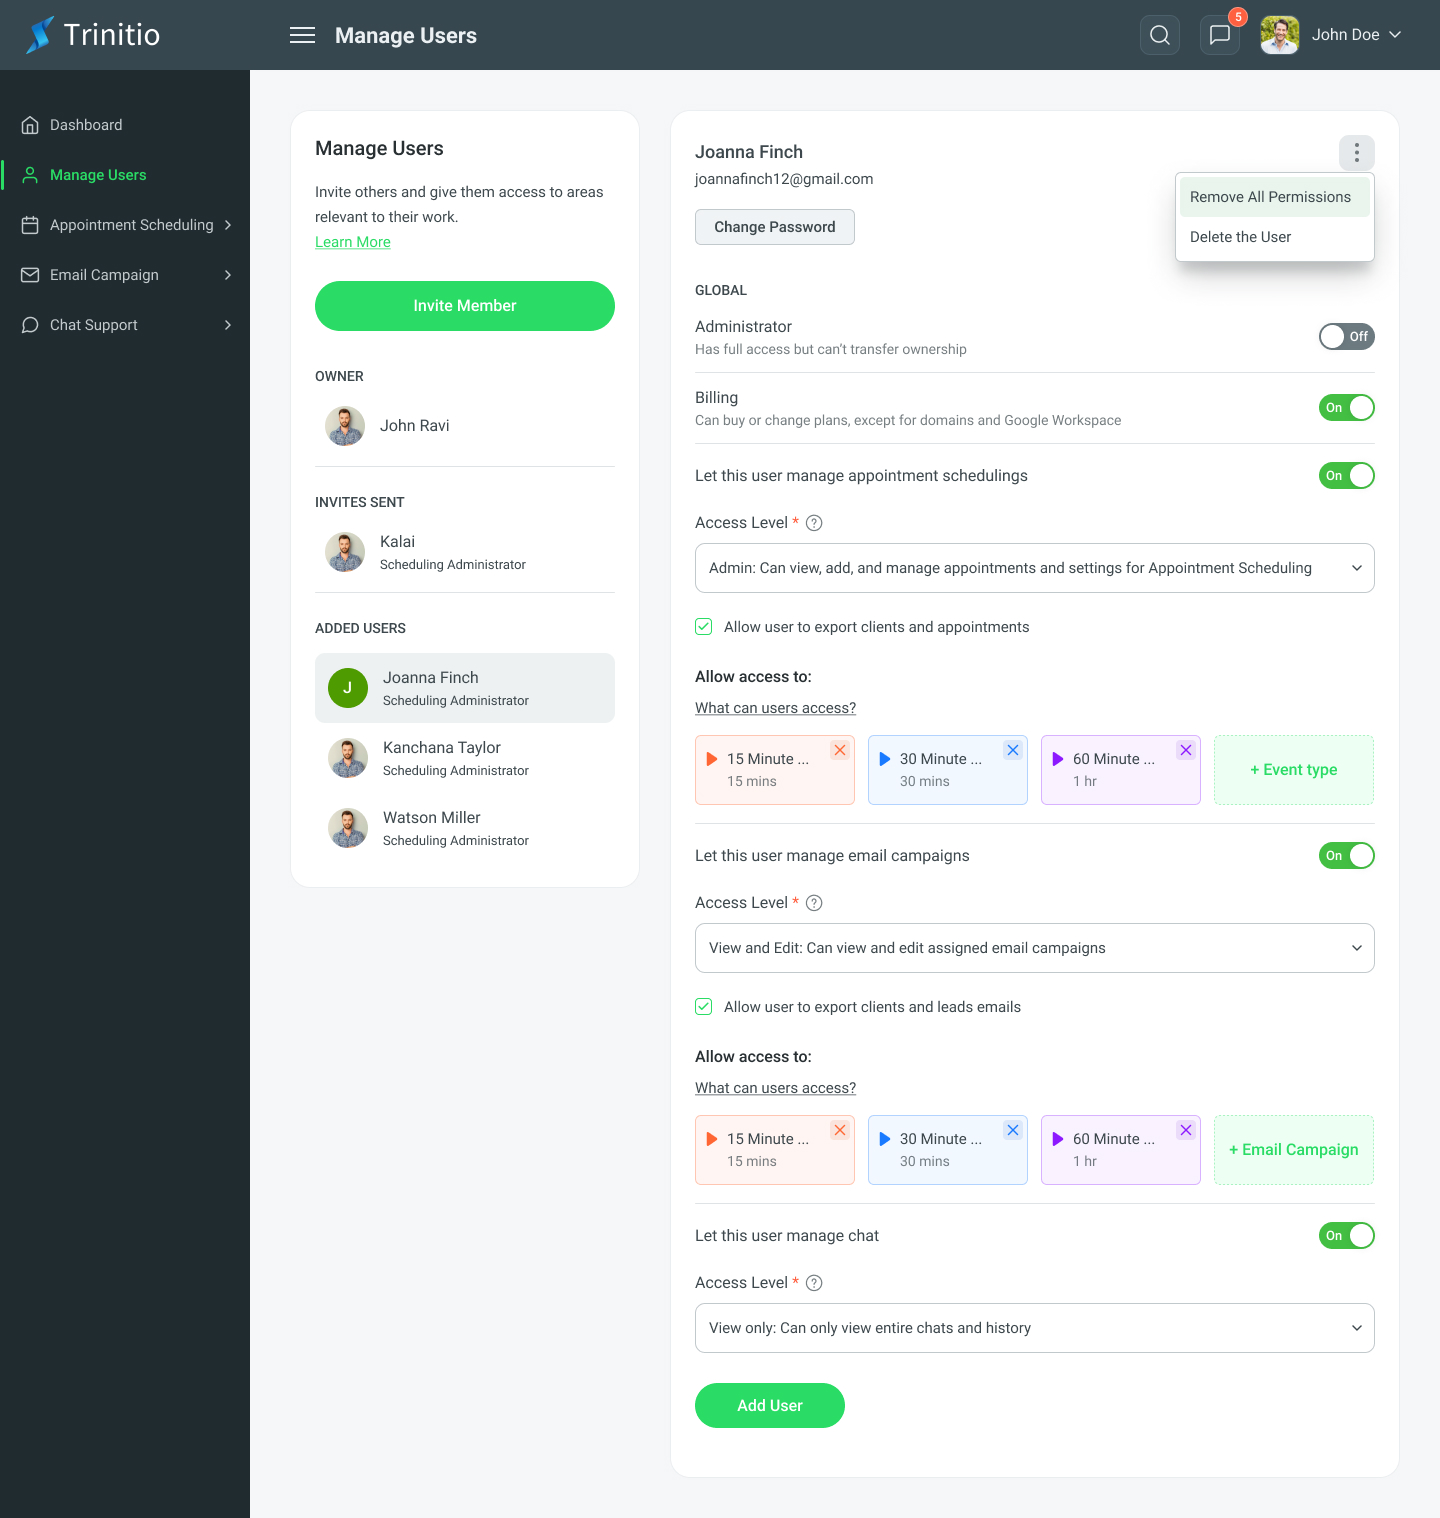 Trinitio
Manage Users
5
John Doe
Dashboard
Manage Users
Appointment Scheduling
Email Campaign
Chat Support
Manage Users
Invite others and give them access to areas
relevant to their work.
Learn More
Invite Member
OWNER
John Ravi
INVITES SENT
Kalai
Scheduling Administrator
ADDED USERS
J
Joanna Finch
Scheduling Administrator
Kanchana Taylor
Scheduling Administrator
Watson Miller
Scheduling Administrator
Joanna Finch
joannafinch12@gmail.com
Change Password
Remove All Permissions
Delete the User
GLOBAL
Administrator
Has full access but can’t transfer ownership
Off
Billing
Can buy or change plans, except for domains and Google Workspace
On
Let this user manage appointment schedulings
On
Access Level * ?
Admin: Can view, add, and manage appointments and settings for Appointment Scheduling
Allow user to export clients and appointments
Allow access to:
What can users access?
15 Minute ...
15 mins
30 Minute ...
30 mins
60 Minute ...
1 hr
+ Event type
Let this user manage email campaigns
On
Access Level * ?
View and Edit: Can view and edit assigned email campaigns
Allow user to export clients and leads emails
Allow access to:
What can users access?
15 Minute ...
15 mins
30 Minute ...
30 mins
60 Minute ...
1 hr
+ Email Campaign
Let this user manage chat
On
Access Level * ?
View only: Can only view entire chats and history
Add User